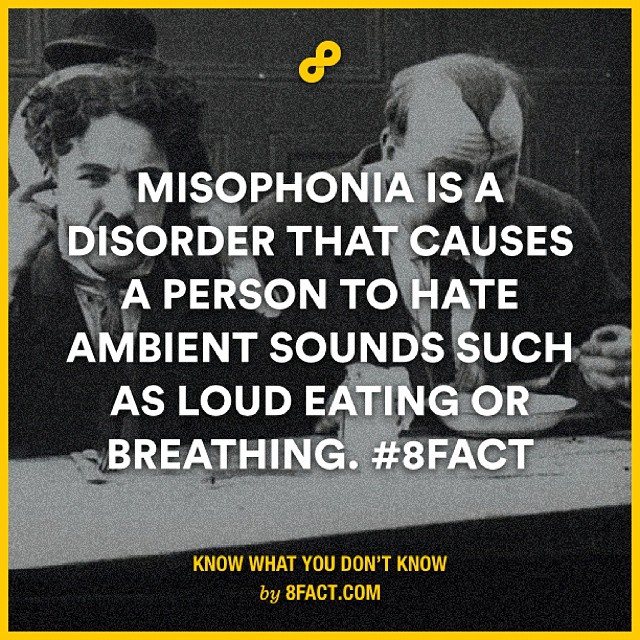 MISOPHONIA IS A
DISORDER THAT CAUSES
A PERSON TO HATE
AMBIENT SOUNDS SUCH
AS LOUD EATING OR
BREATHING. #8FACT
KNOW WHAT YOU DON'T KNOW
by 8FACT.COM